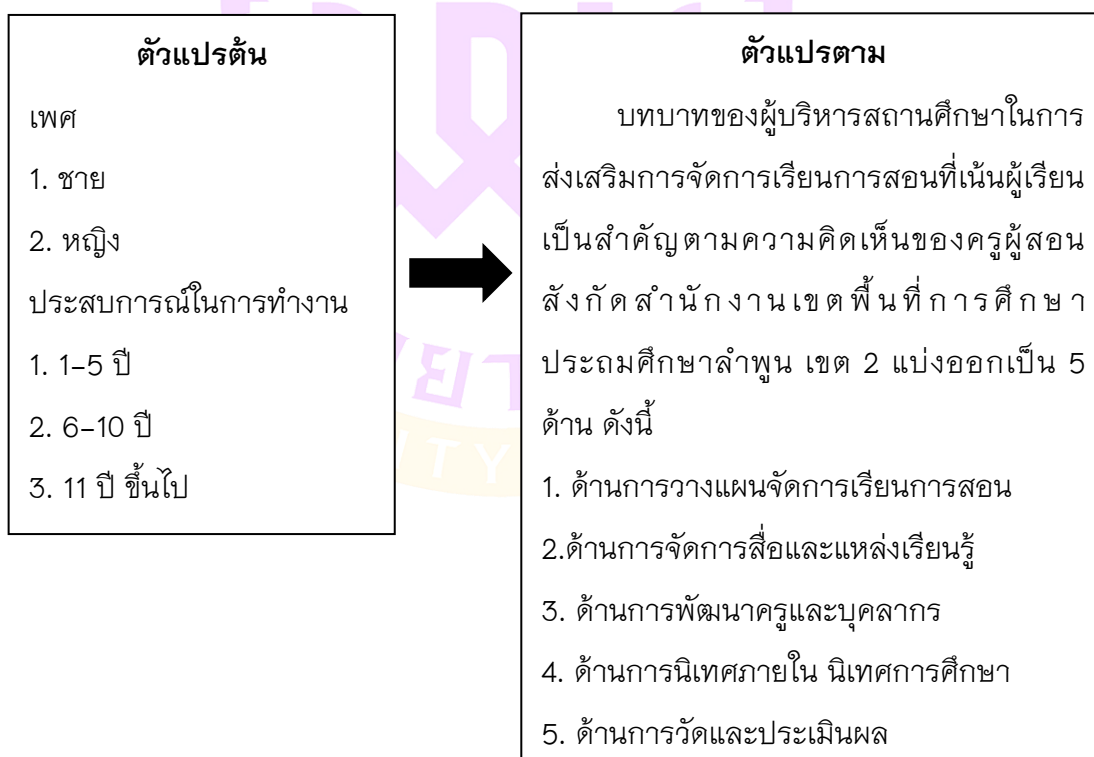 ตัวแปรต้น
เพศ
1. ชาย
2. หญิง
ประสบการณ์ในการทำงาน
1. 1–5 ปี
2. 6–10 ปี
3. 11 ปี ขึ้นไป
ตัวแปรตาม
บทบาทของผู้บริหารสถานศึกษาในการ
ส่งเสริมการจัดการเรียนการสอนที่เน้นผู้เรียน
เป็นสำคัญตามความคิดเห็นของครูผู้สอน
สังกัดสำนักงานเขตพื้นที่การศึกษา
ประถมศึกษาลำพูน เขต 2 แบ่งออกเป็น 5
ด้าน ดังนี้
1. ด้านการวางแผนจัดการเรียนการสอน
2.ด้านการจัดการสื่อและแหล่งเรียนรู้
3. ด้านการพัฒนาครูและบุคลากร
4. ด้านการนิเทศภายใน นิเทศการศึกษา
5. ด้านการวัดและประเมินผล